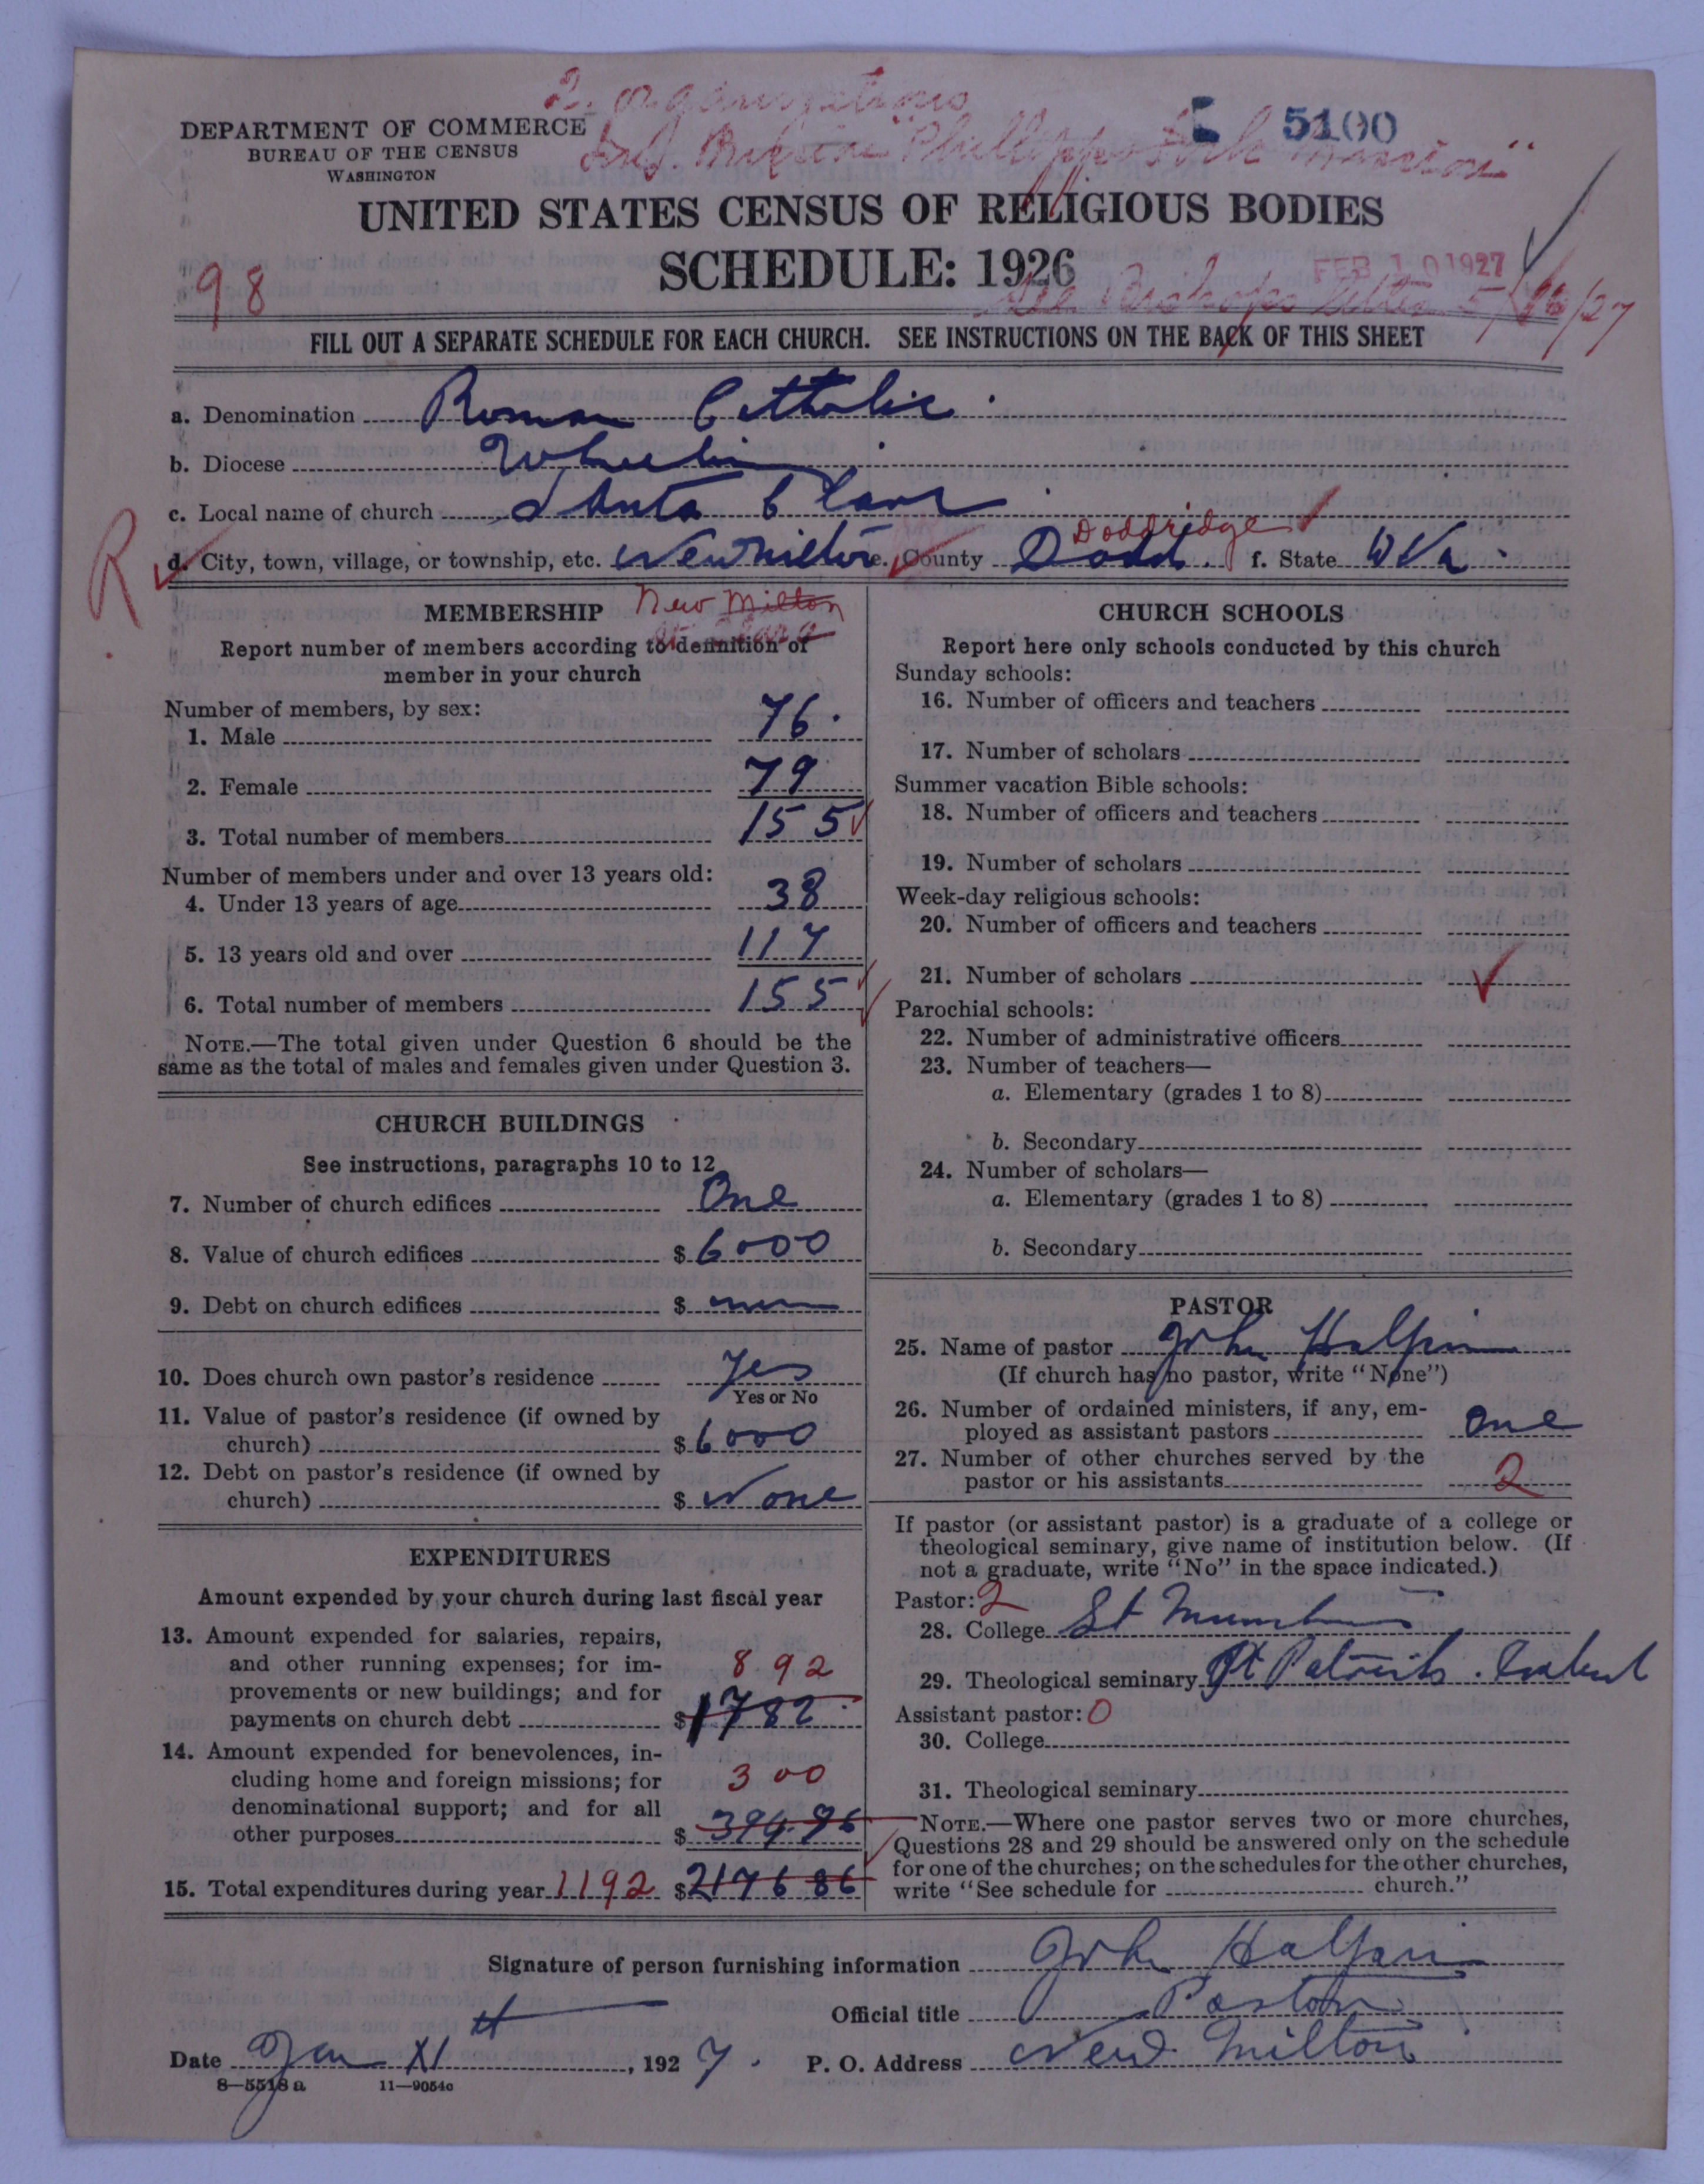 2. organizations
DEPARTMENT OF COMMERCE
BUREAU OF THE CENSUS
WASHINGTON
5100
UNITED STATES CENSUS OF RELIGIOUS BODIES
SCHEDULE: 1926
FEB 10 1927
98
See Bishops letter 5/16/27
FILL OUT A SEPARATE SCHEDULE FOR EACH CHURCH. SEE INSTRUCTIONS ON THE BACK OF THIS SHEET
a. Denomination Roman Catholic
b. Diocese Wheeling
c. Local name of church Santa Clara
Doddridge
R
d. City, town, village, or township, etc. New Milton e. County Dodd. f. State W Va.
MEMBERSHIP
New Milton
St Clara
Report number of members according to definition of
member in your church
Number of members, by sex:
1. Male 76.
2. Female 79
3. Total number of members 155
Number of members under and over 13 years old:
4. Under 13 years of age 38
5. 13 years old and over 117
6. Total number of members 155
NOTE.—The total given under Question 6 should be the
same as the total of males and females given under Question 3.
CHURCH BUILDINGS
See instructions, paragraphs 10 to 12
7. Number of church edifices One
8. Value of church edifices $ 6000
9. Debt on church edifices $
10. Does church own pastor's residence Yes
Yes or No
11. Value of pastor's residence (if owned by
church) $ 6000
12. Debt on pastor's residence (if owned by
church) $ None
EXPENDITURES
Amount expended by your church during last fiscal year
13. Amount expended for salaries, repairs,
and other running expenses; for im- 892
provements or new buildings; and for
payments on church debt $ 1782
14. Amount expended for benevolences, in-
cluding home and foreign missions; for 300
denominational support; and for all
other purposes $ 394.86
15. Total expenditures during year 1192 $ 2176 86
CHURCH SCHOOLS
Report here only schools conducted by this church
Sunday schools:
16. Number of officers and teachers
17. Number of scholars
Summer vacation Bible schools:
18. Number of officers and teachers
19. Number of scholars
Week-day religious schools:
20. Number of officers and teachers
21. Number of scholars
Parochial schools:
22. Number of administrative officers
23. Number of teachers—
a. Elementary (grades 1 to 8)
b. Secondary
24. Number of scholars—
a. Elementary (grades 1 to 8)
b. Secondary
PASTOR
25. Name of pastor John Halpin
(If church has no pastor, write "None")
26. Number of ordained ministers, if any, em-
ployed as assistant pastors One
27. Number of other churches served by the
pastor or his assistants 2
If pastor (or assistant pastor) is a graduate of a college or
theological seminary, give name of institution below. (If
not a graduate, write "No" in the space indicated.)
Pastor: 2
28. College St
29. Theological seminary St Patricks.
Assistant pastor: 0
30. College
31. Theological seminary
NOTE.—Where one pastor serves two or more churches,
Questions 28 and 29 should be answered only on the schedule
for one of the churches; on the schedules for the other churches,
write "See schedule for church."
Signature of person furnishing information John Halpin
Official title Pastor
Date Jan XI th, 1927. P. O. Address New Milton
8—5518 a 11—9054c